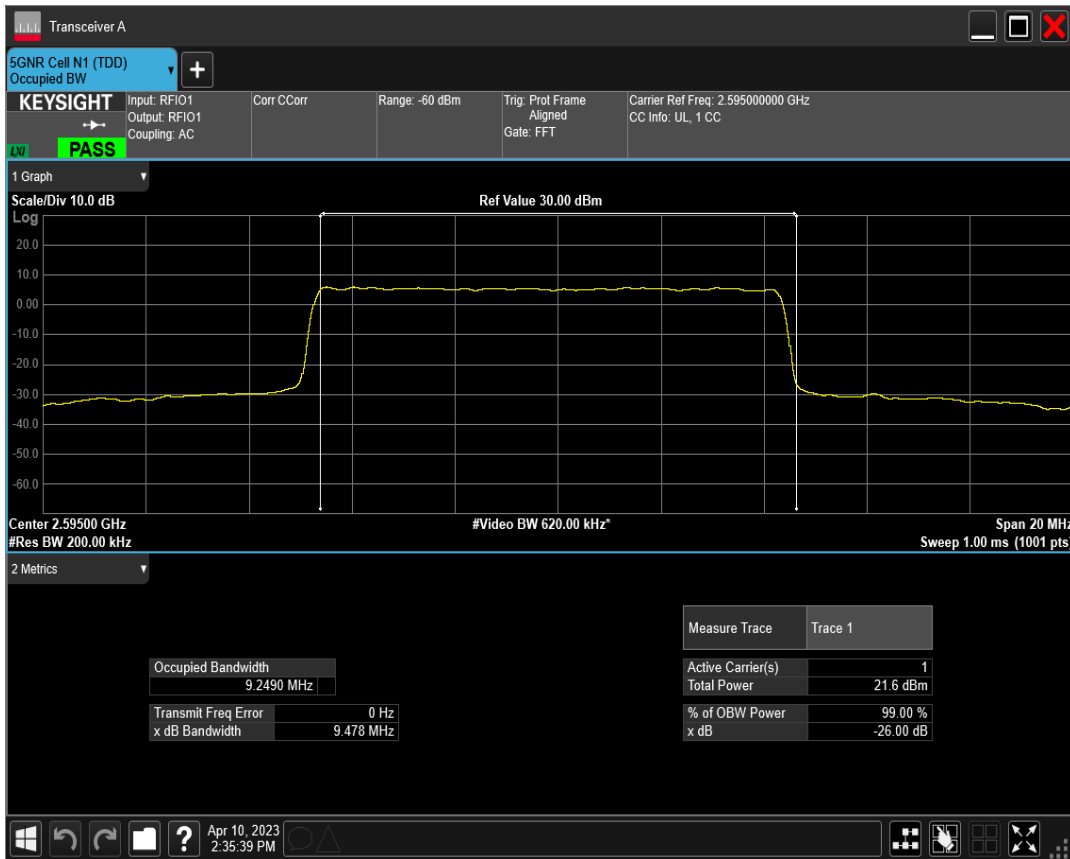 Transceiver A
5GNR Cell N1 (TDD)
Occupied BW
+
KEYSIGHT
LXI
PASS
Input: RFIO1
Output: RFIO1
Coupling: AC
Corr CCorr
Range: -60 dBm
Trig: Prot Frame
Aligned
Gate: FFT
Carrier Ref Freq: 2.595000000 GHz
CC Info: UL, 1 CC
1 Graph
Scale/Div 10.0 dB
Ref Value 30.00 dBm
Log
20.0
10.0
0.00
-10.0
-20.0
-30.0
-40.0
-50.0
-60.0
Center 2.59500 GHz
#Video BW 620.00 kHz*
Span 20 MHz
#Res BW 200.00 kHz
Sweep 1.00 ms (1001 pts)
2 Metrics
Measure Trace Trace 1
Occupied Bandwidth
9.2490 MHz
Active Carrier(s) 1
Total Power 21.6 dBm
Transmit Freq Error 0 Hz
x dB Bandwidth 9.478 MHz
% of OBW Power 99.00 %
x dB -26.00 dB
?
Apr 10, 2023
2:35:39 PM